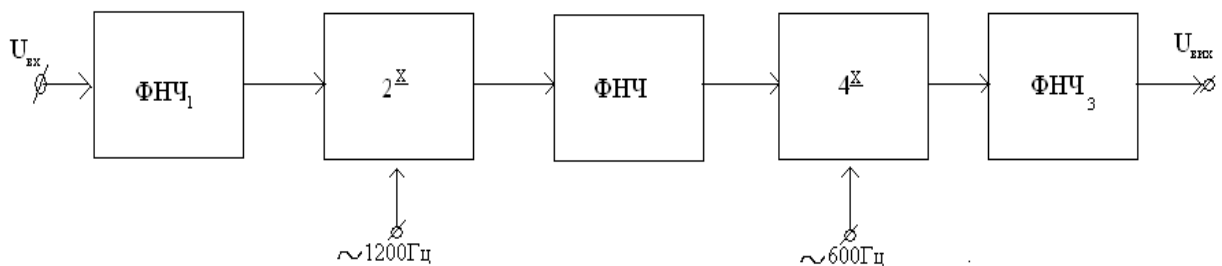 Uвх
ФНЧ1
2x
ФНЧ
4x
ФНЧ3
Uвих
~1200Гц
~600Гц